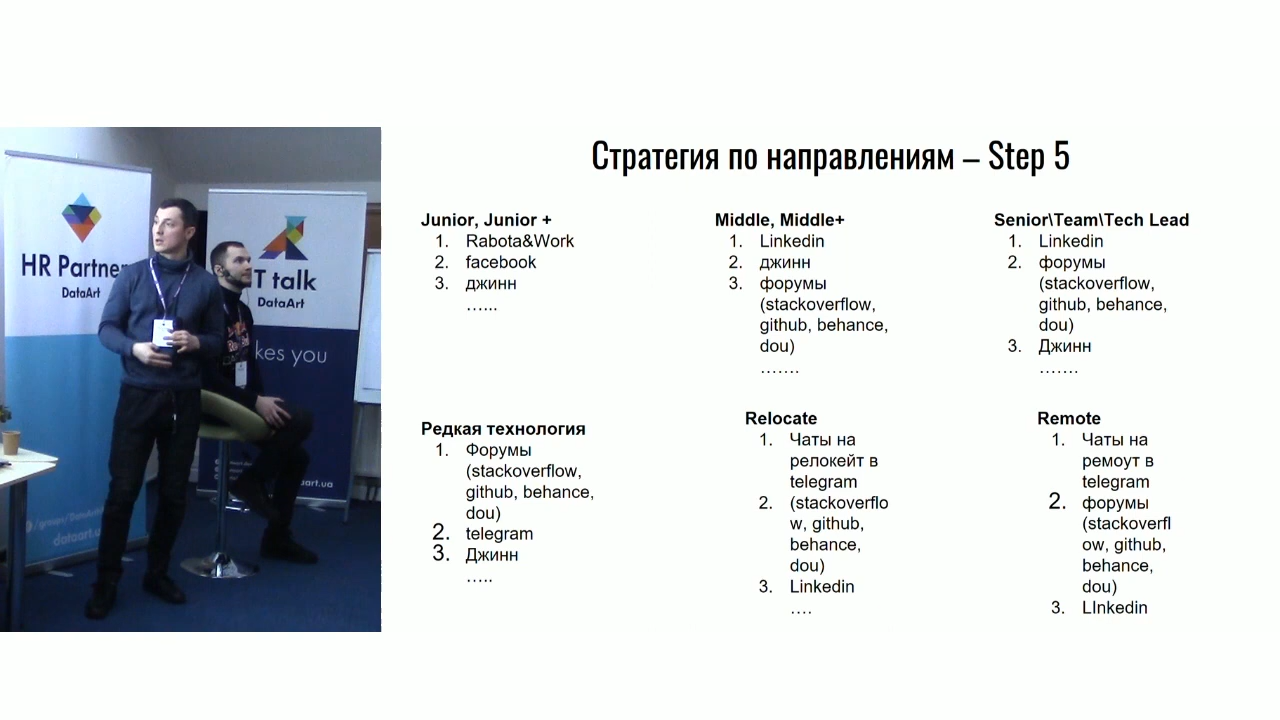 Стратегия по направлениям – Step 5
Junior, Junior +
1. Rabota&Work
2. facebook
3. джинн
…...
Middle, Middle+
1. Linkedin
2. джинн
3. форумы
(stackoverflow,
github, behance,
dou)
…….
Senior\Team\Tech Lead
1. Linkedin
2. форумы
(stackoverflow,
github, behance,
dou)
3. Джинн
…….
Редкая технология
1. Форумы
(stackoverflow,
github, behance,
dou)
2. telegram
3. Джинн
…..
Relocate
1. Чаты на
релокейт в
telegram
2. (stackoverflo
w, github,
behance,
dou)
3. Linkedin
….
Remote
1. Чаты на
ремоут в
telegram
2. форумы
(stackoverfl
ow, github,
behance,
dou)
3. LInkedin
HR Partner
DataArt
T talk
DataArt
kes you